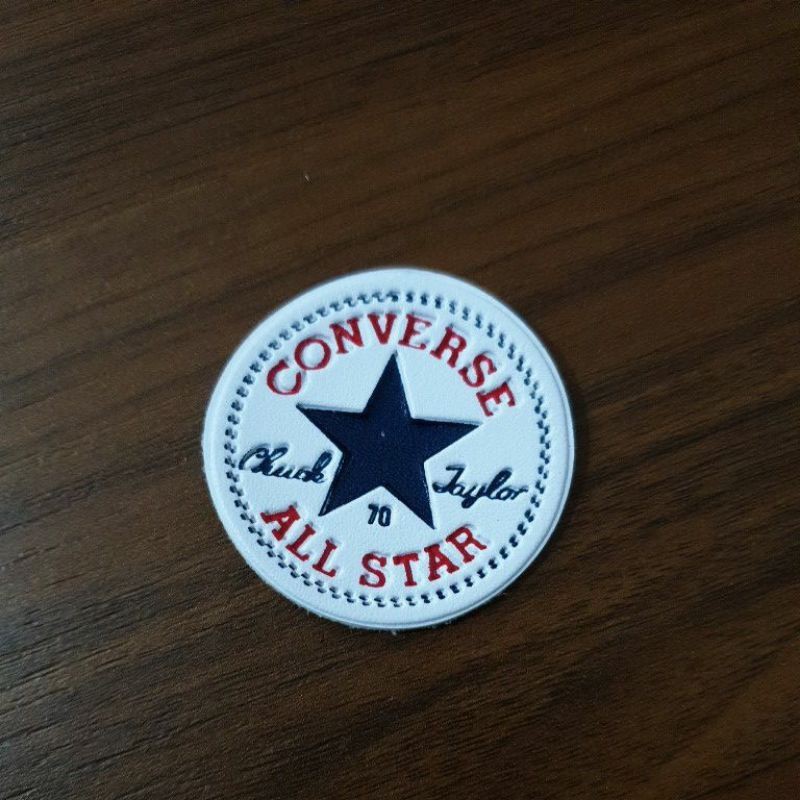 CONVERSE
Chuck Taylor
70
ALL STAR